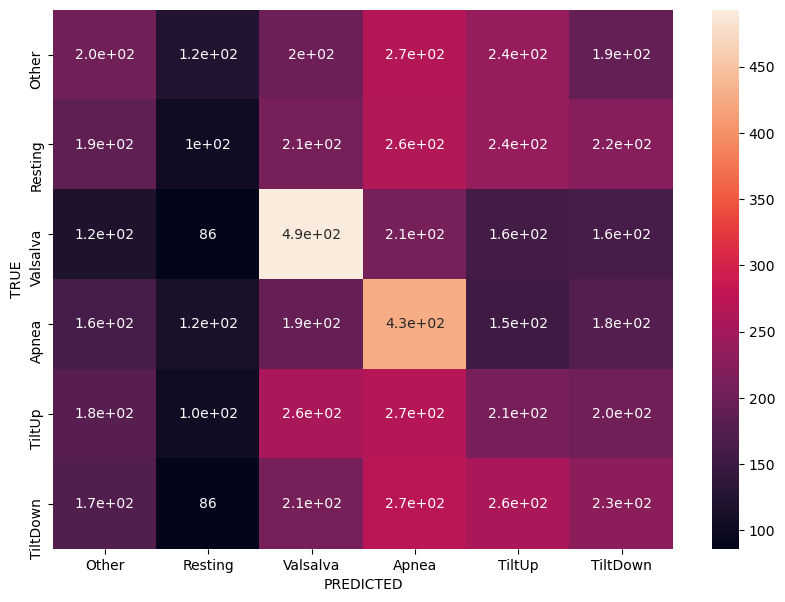 Other 2.0e+02 1.2e+02 2e+02 2.7e+02 2.4e+02 1.9e+02
Resting 1.9e+02 1e+02 2.1e+02 2.6e+02 2.4e+02 2.2e+02
Valsalva 1.2e+02 86 4.9e+02 2.1e+02 1.6e+02 1.6e+02
Apnea 1.6e+02 1.2e+02 1.9e+02 4.3e+02 1.5e+02 1.8e+02
TiltUp 1.8e+02 1.0e+02 2.6e+02 2.7e+02 2.1e+02 2.0e+02
TiltDown 1.7e+02 86 2.1e+02 2.7e+02 2.6e+02 2.3e+02
TRUE
Other Resting Valsalva Apnea TiltUp TiltDown
PREDICTED
450
400
350
300
250
200
150
100